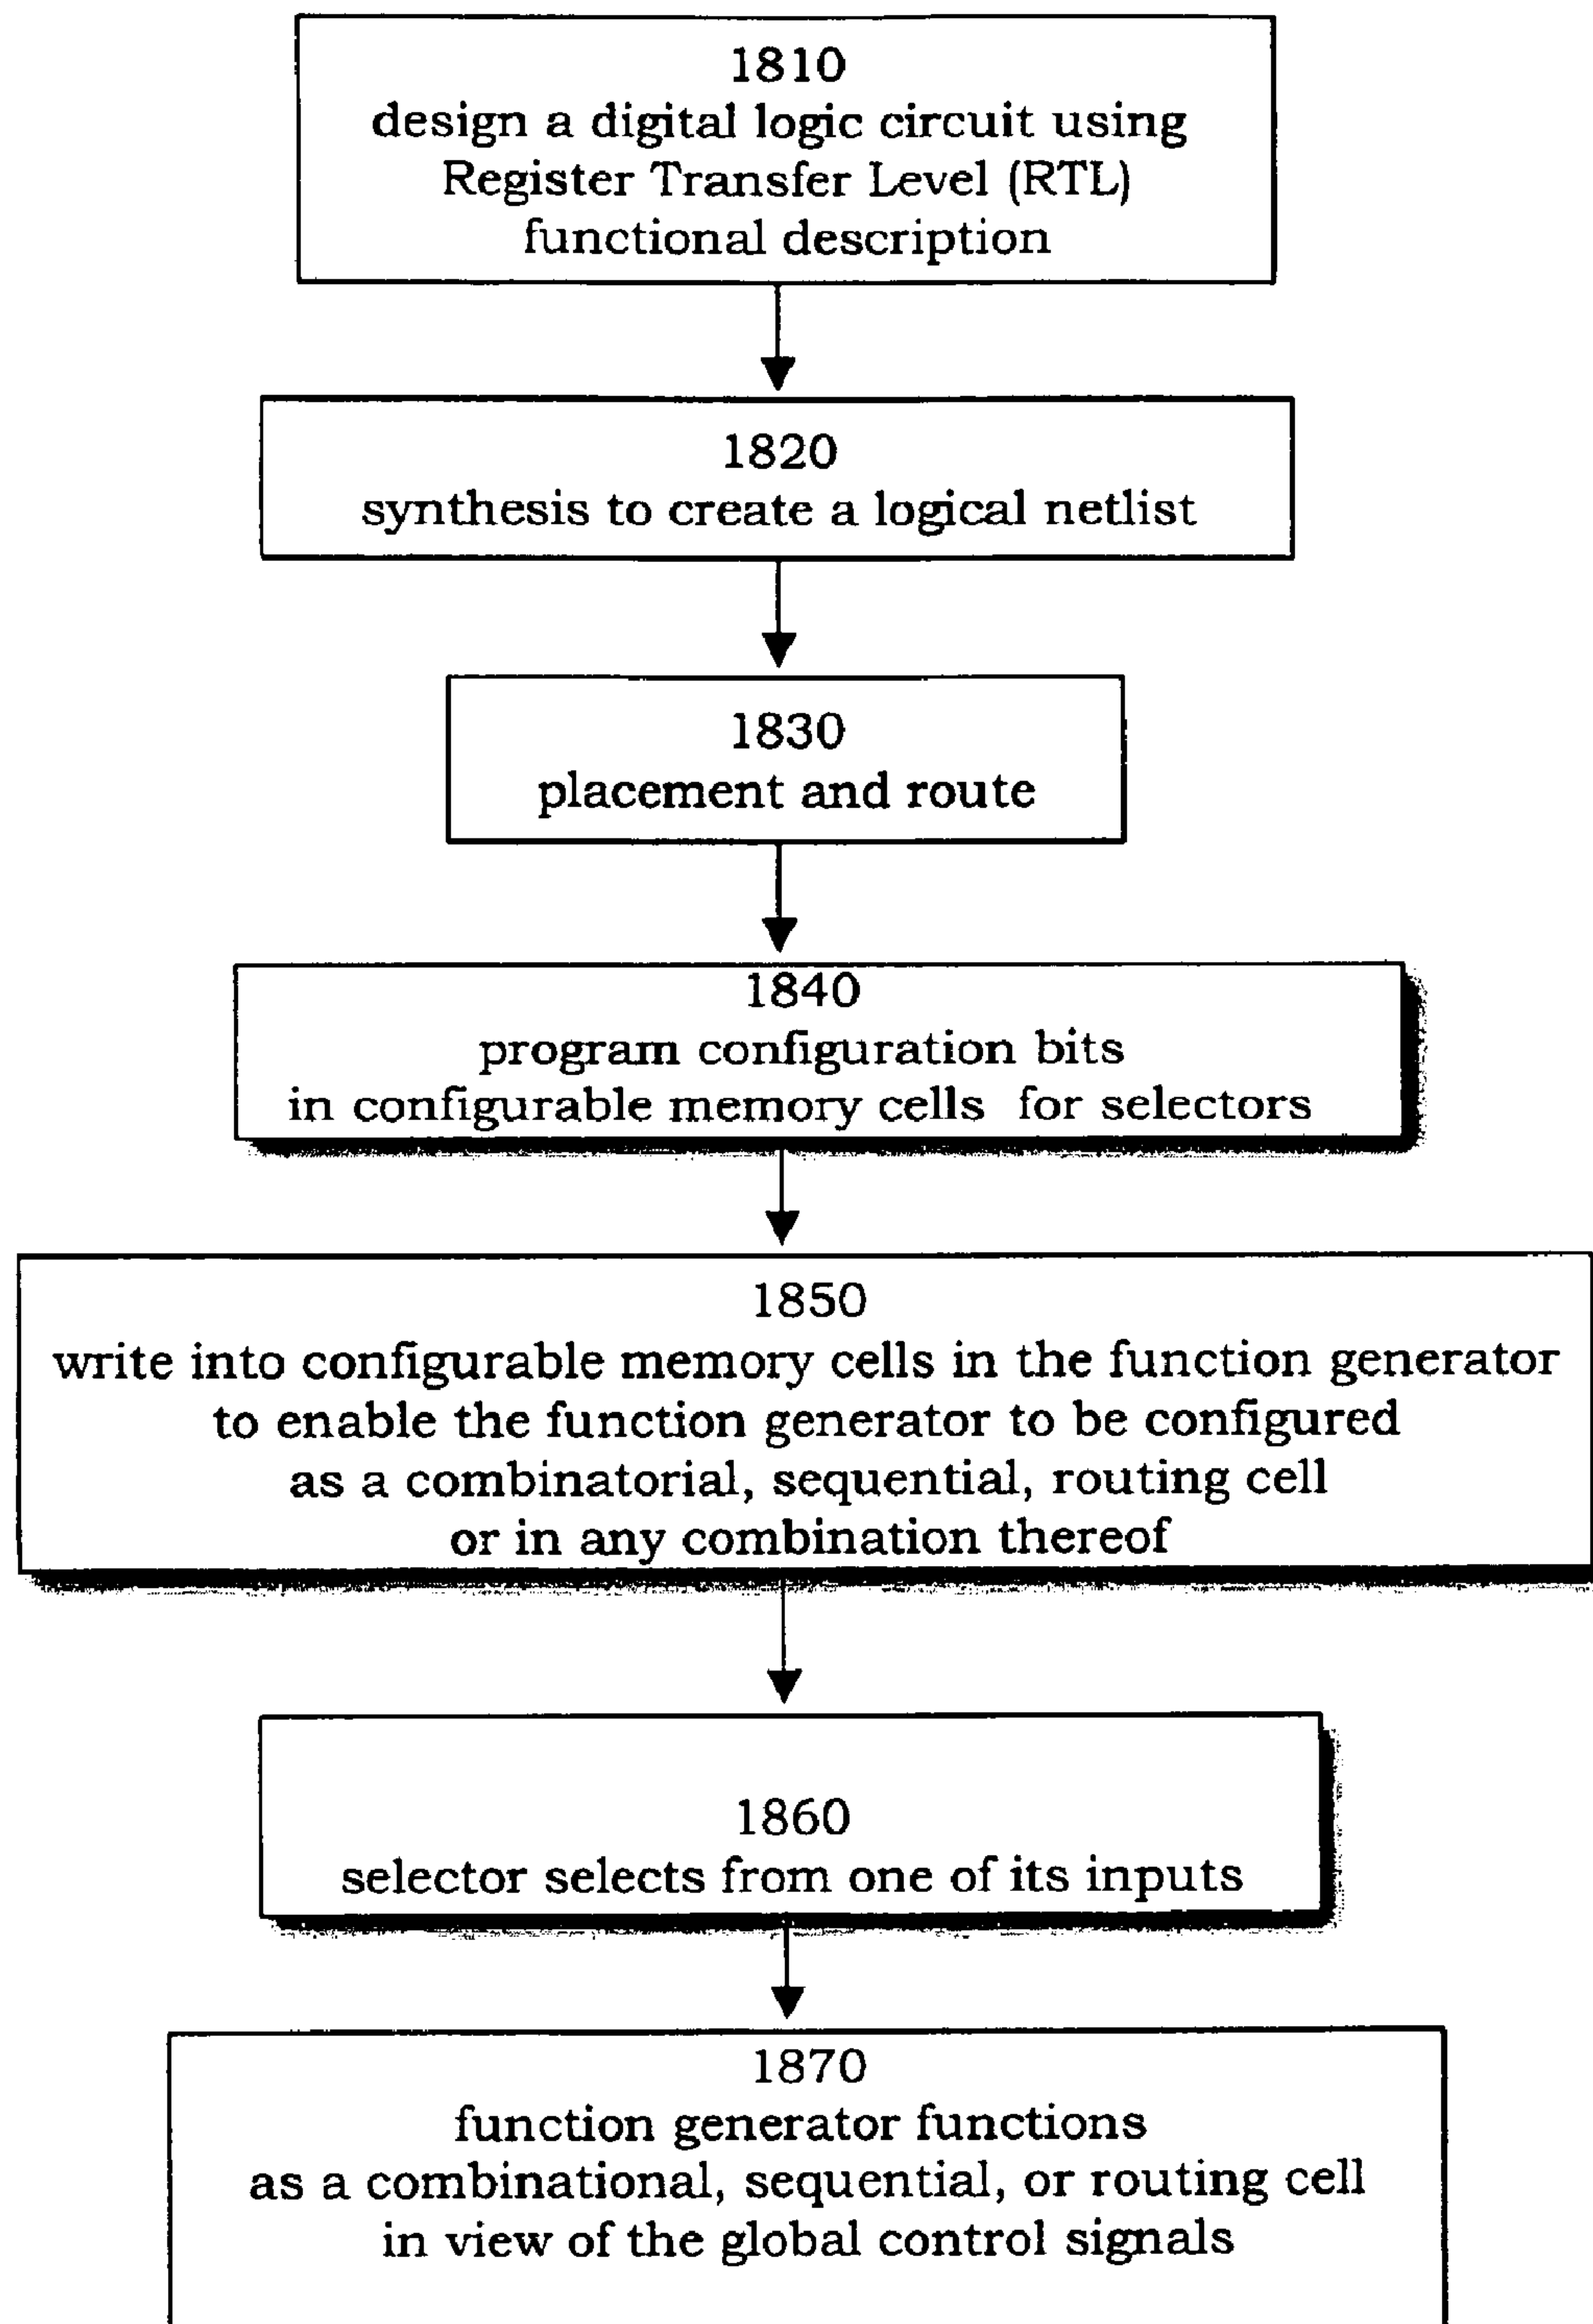 1810
design a digital logic circuit using
Register Transfer Level (RTL)
functional description
1820
synthesis to create a logical netlist
1830
placement and route
1840
program configuration bits
in configurable memory cells for selectors
1850
write into configurable memory cells in the function generator
to enable the function generator to be configured
as a combinatorial, sequential, routing cell
or in any combination thereof
1860
selector selects from one of its inputs
1870
function generator functions
as a combinational, sequential, or routing cell
in view of the global control signals